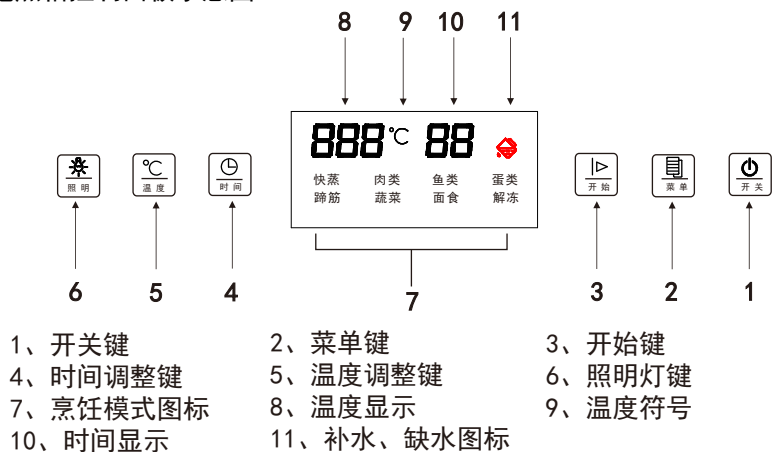 8 9 10 11
888℃ 88
快蒸 肉类 鱼类 蛋类
蹄筋 蔬菜 面食 解冻
照明 ℃ 温度 时间 开始 菜单 开关
6 5 4 7 3 2 1
1、开关键 2、菜单键 3、开始键
4、时间调整键 5、温度调整键 6、照明灯键
7、烹饪模式图标 8、温度显示 9、温度符号
10、时间显示 11、补水、缺水图标